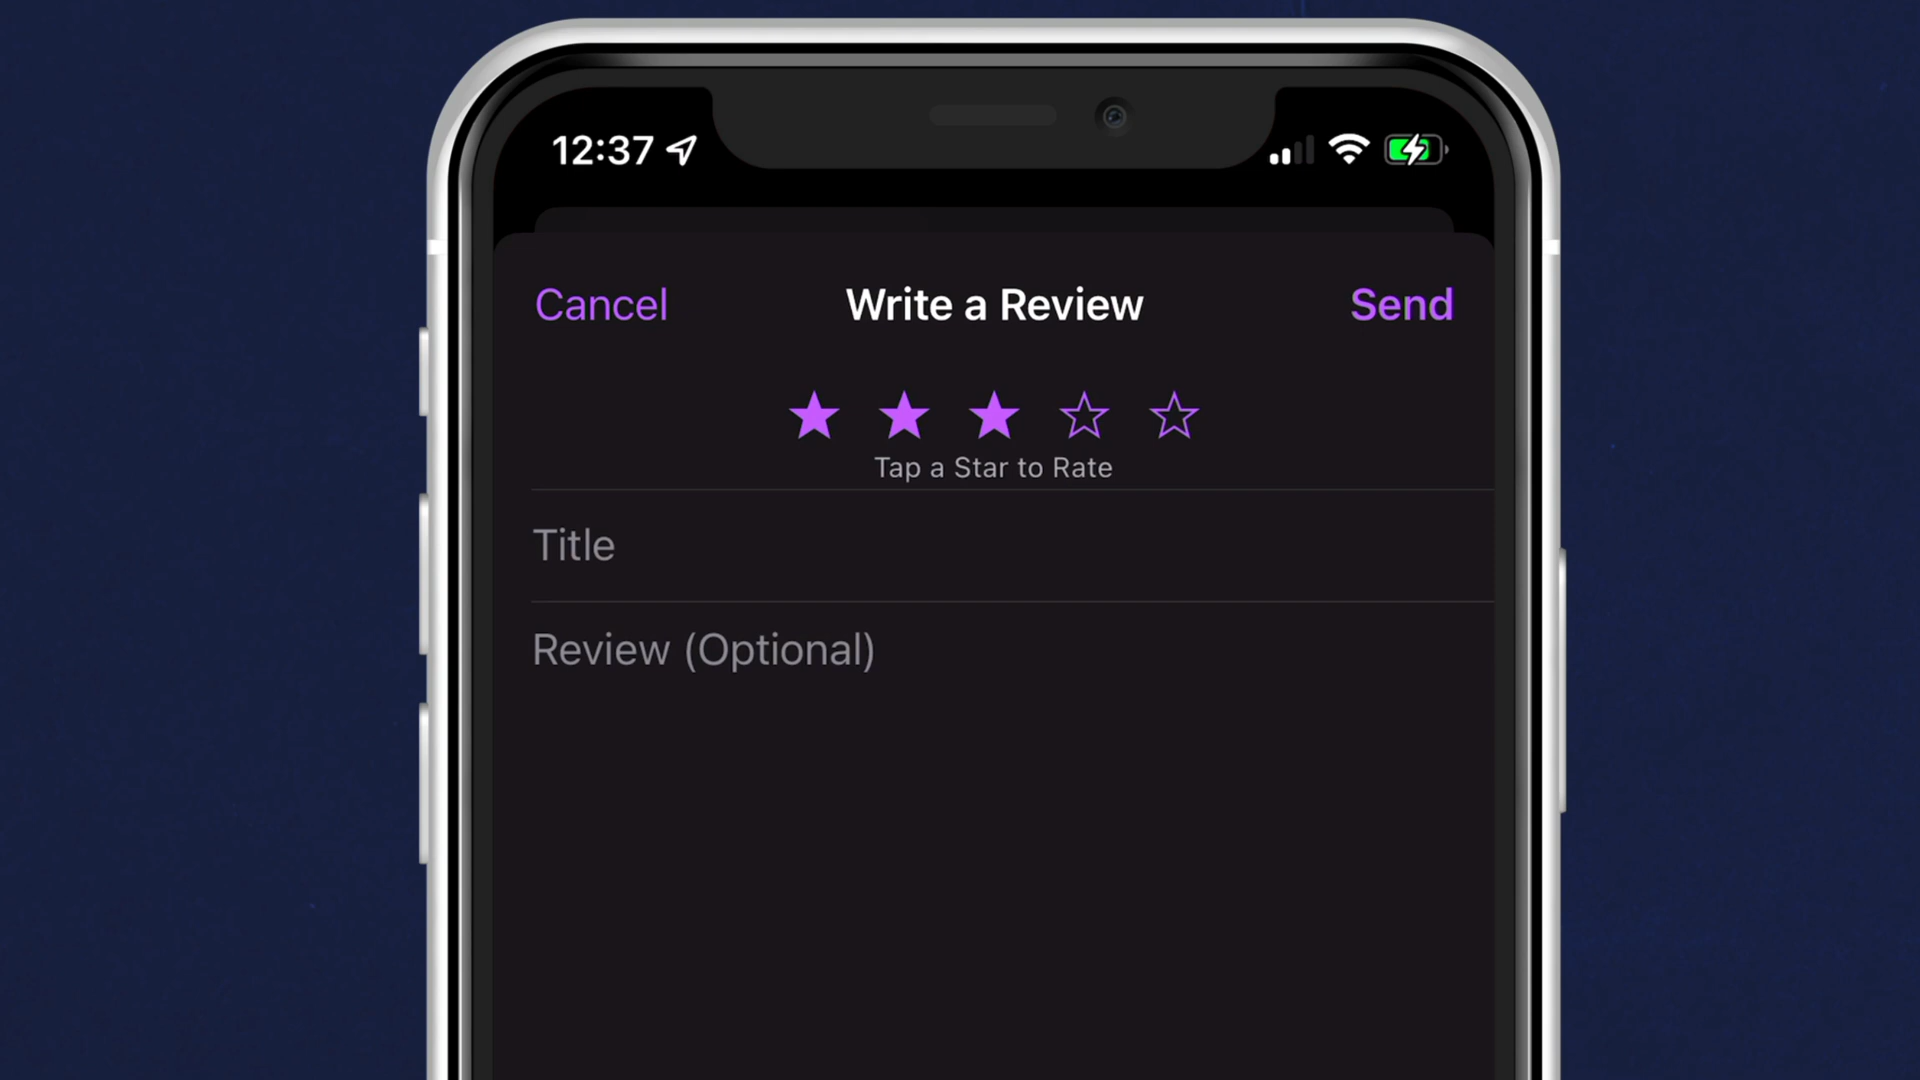 12:37
Cancel Write a Review Send
Tap a Star to Rate
Title
Review (Optional)